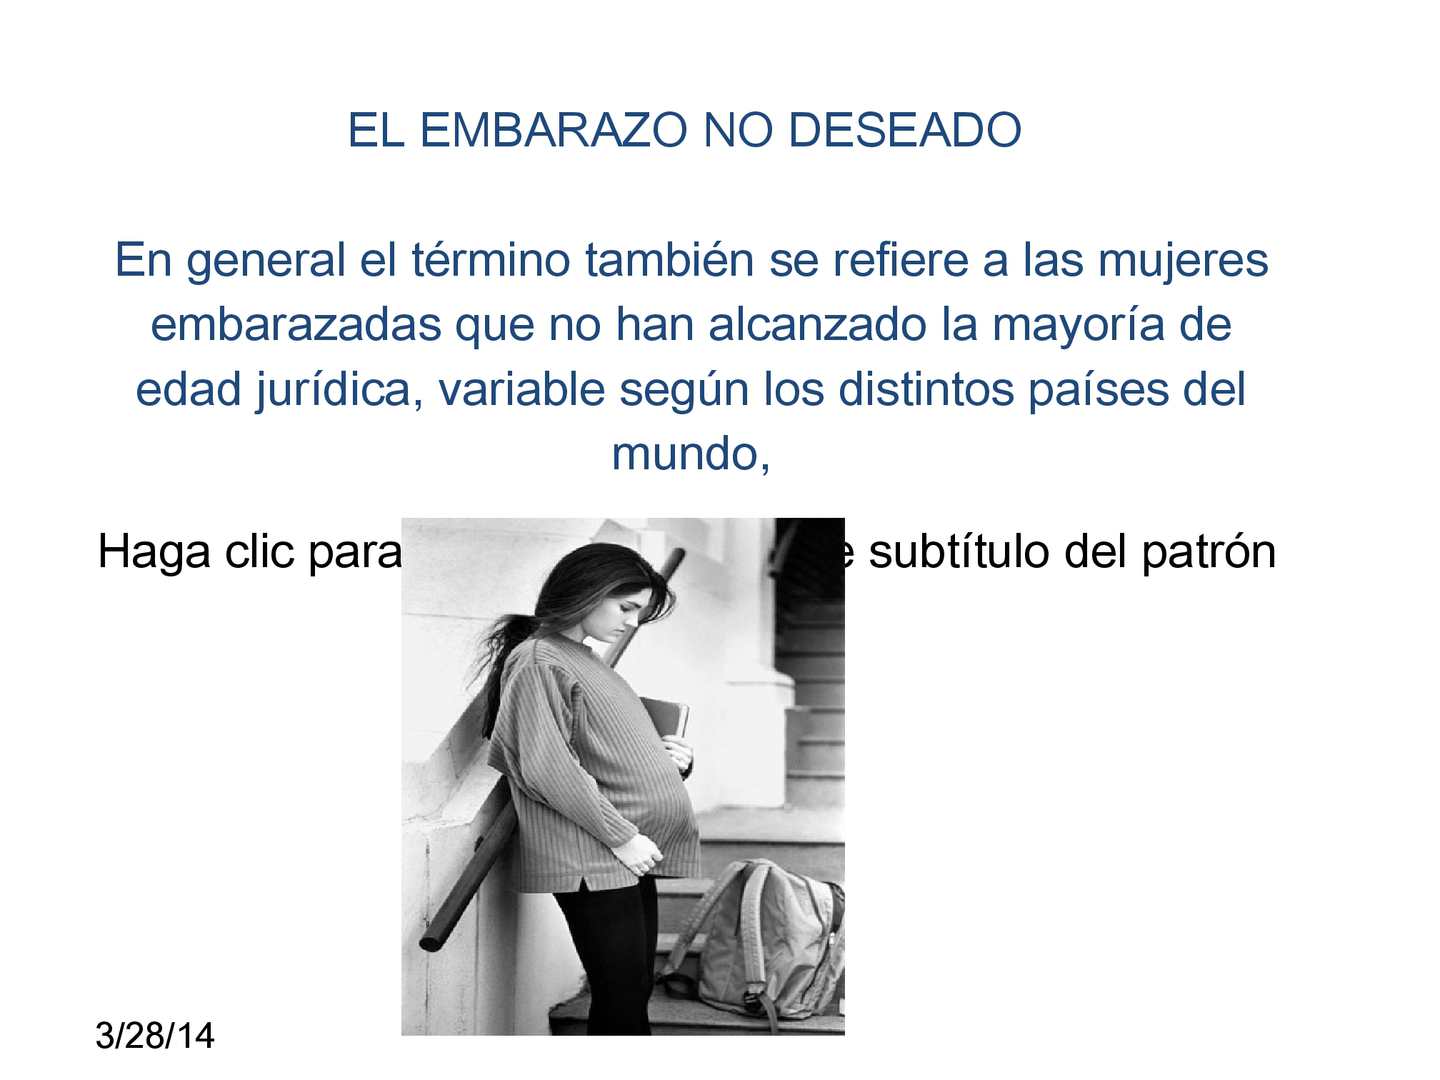 EL EMBARAZO NO DESEADO
En general el término también se refiere a las mujeres
embarazadas que no han alcanzado la mayoría de
edad jurídica, variable según los distintos países del
mundo,
Haga clic para subtítulo del patrón
3/28/14